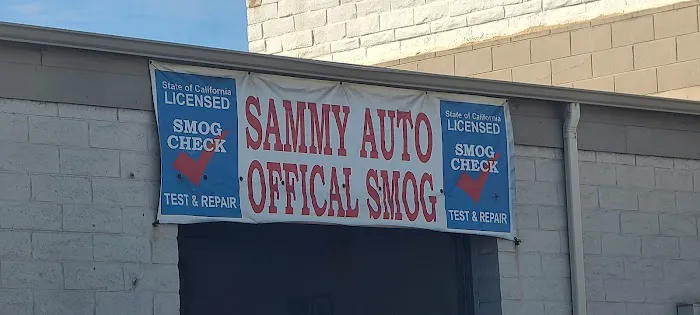 State of California
LICENSED
SMOG
CHECK
TEST & REPAIR
SAMMY AUTO
OFFICAL SMOG
State of California
LICENSED
SMOG
CHECK
TEST & REPAIR